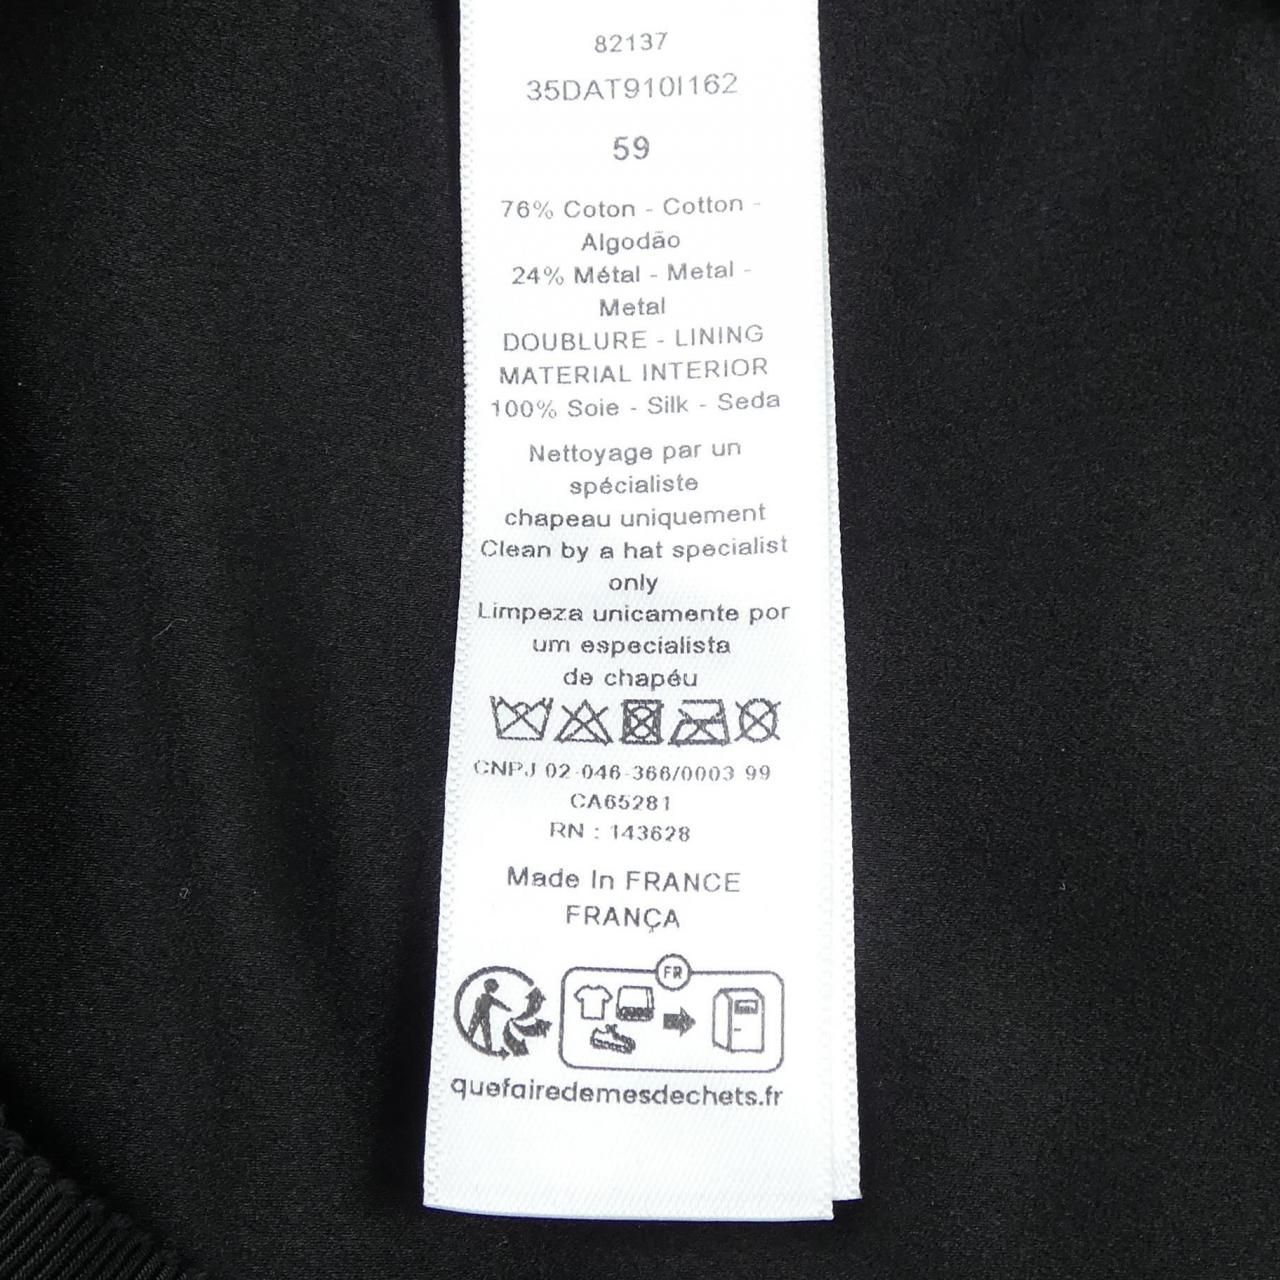 82137
35DAT910I162
59
76% Coton - Cotton -
Algodão
24% Métal - Metal -
Metal
DOUBLURE - LINING
MATERIAL INTERIOR
100% Soie - Silk - Seda
Nettoyage par un
spécialiste
chapeau uniquement
Clean by a hat specialist
only
Limpeza unicamente por
um especialista
de chapéu
CNPJ 02-046-366/0003 99
CA65281
RN : 143628
Made In FRANCE
FRANÇA
FR
quefairedemesdechets.fr